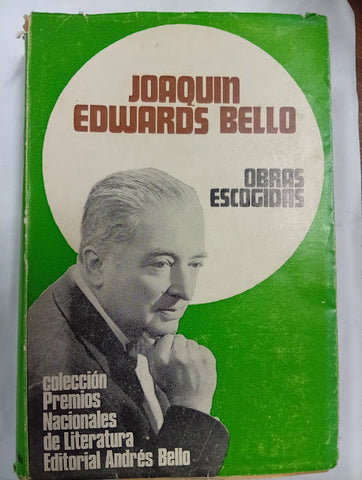 JOAQUIN
EDWARDS BELLO
OBRAS
ESCOGIDAS
colección
Premios
Nacionales
de Literatura
Editorial Andrés Bello